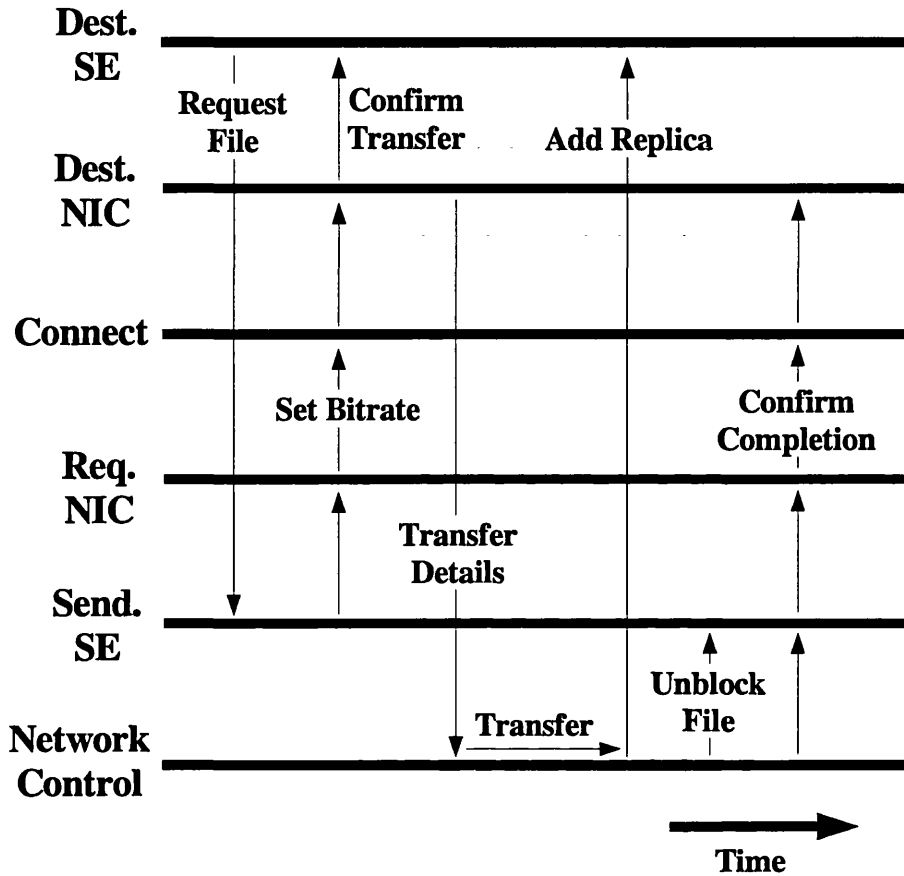 Dest.
SE
Request
File
Confirm
Transfer
Add Replica
Dest.
NIC
Connect
Set Bitrate
Confirm
Completion
Req.
NIC
Transfer
Details
Send.
SE
Unblock
File
Transfer
Network
Control
Time